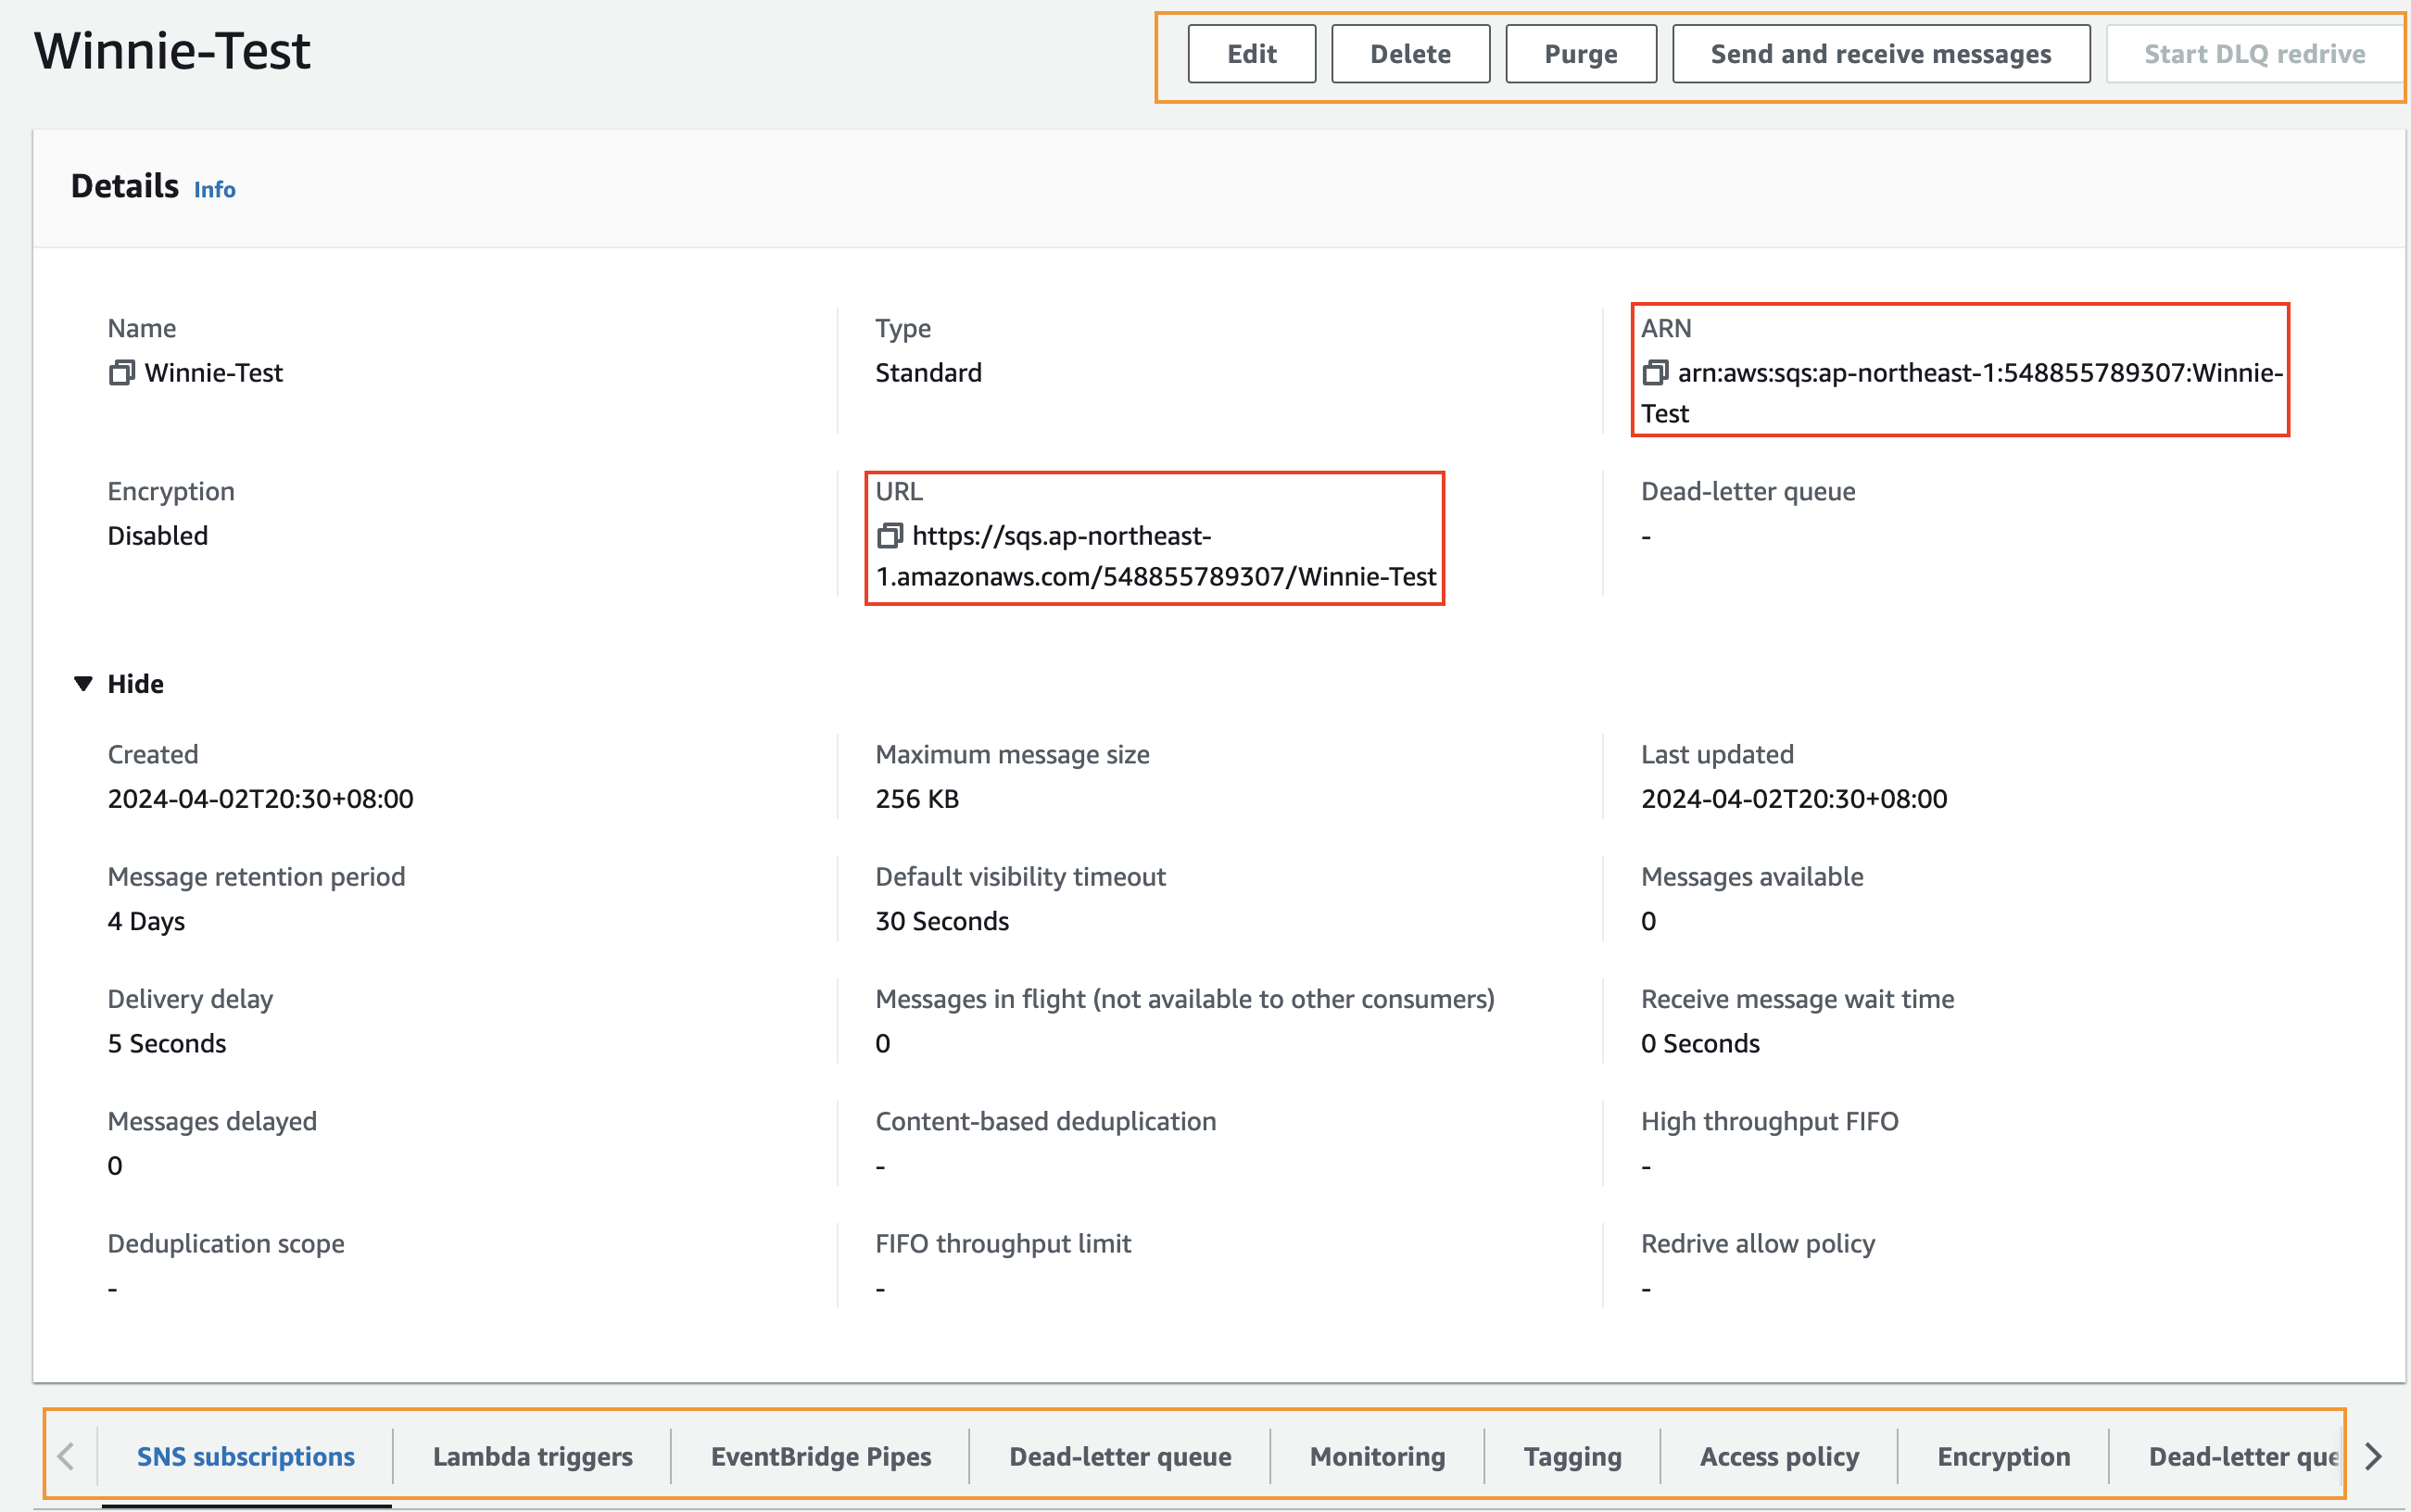 Winnie-Test
Edit
Delete
Purge
Send and receive messages
Start DLQ redrive
Details Info
Name
Winnie-Test
Type
Standard
ARN
arn:aws:sqs:ap-northeast-1:548855789307:Winnie-
Test
Encryption
Disabled
URL
https://sqs.ap-northeast-
1.amazonaws.com/548855789307/Winnie-Test
Dead-letter queue
-
Hide
Created
2024-04-02T20:30+08:00
Maximum message size
256 KB
Last updated
2024-04-02T20:30+08:00
Message retention period
4 Days
Default visibility timeout
30 Seconds
Messages available
0
Delivery delay
5 Seconds
Messages in flight (not available to other consumers)
0
Receive message wait time
0 Seconds
Messages delayed
0
Content-based deduplication
-
High throughput FIFO
-
Deduplication scope
-
FIFO throughput limit
-
Redrive allow policy
-
SNS subscriptions
Lambda triggers
EventBridge Pipes
Dead-letter queue
Monitoring
Tagging
Access policy
Encryption
Dead-letter que